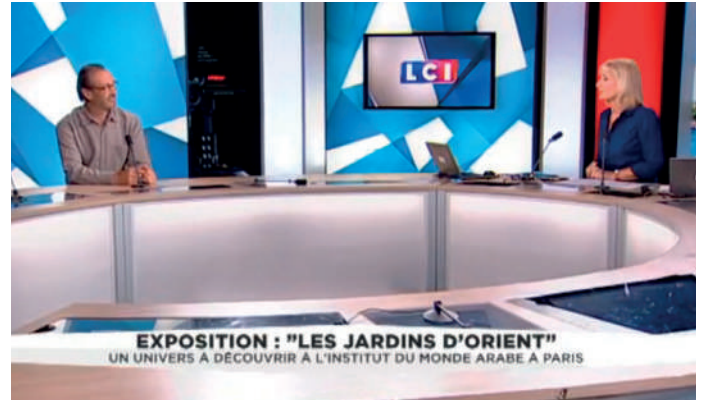 LCI
EXPOSITION : "LES JARDINS D'ORIENT"
UN UNIVERS À DÉCOUVRIR À L'INSTITUT DU MONDE ARABE À PARIS